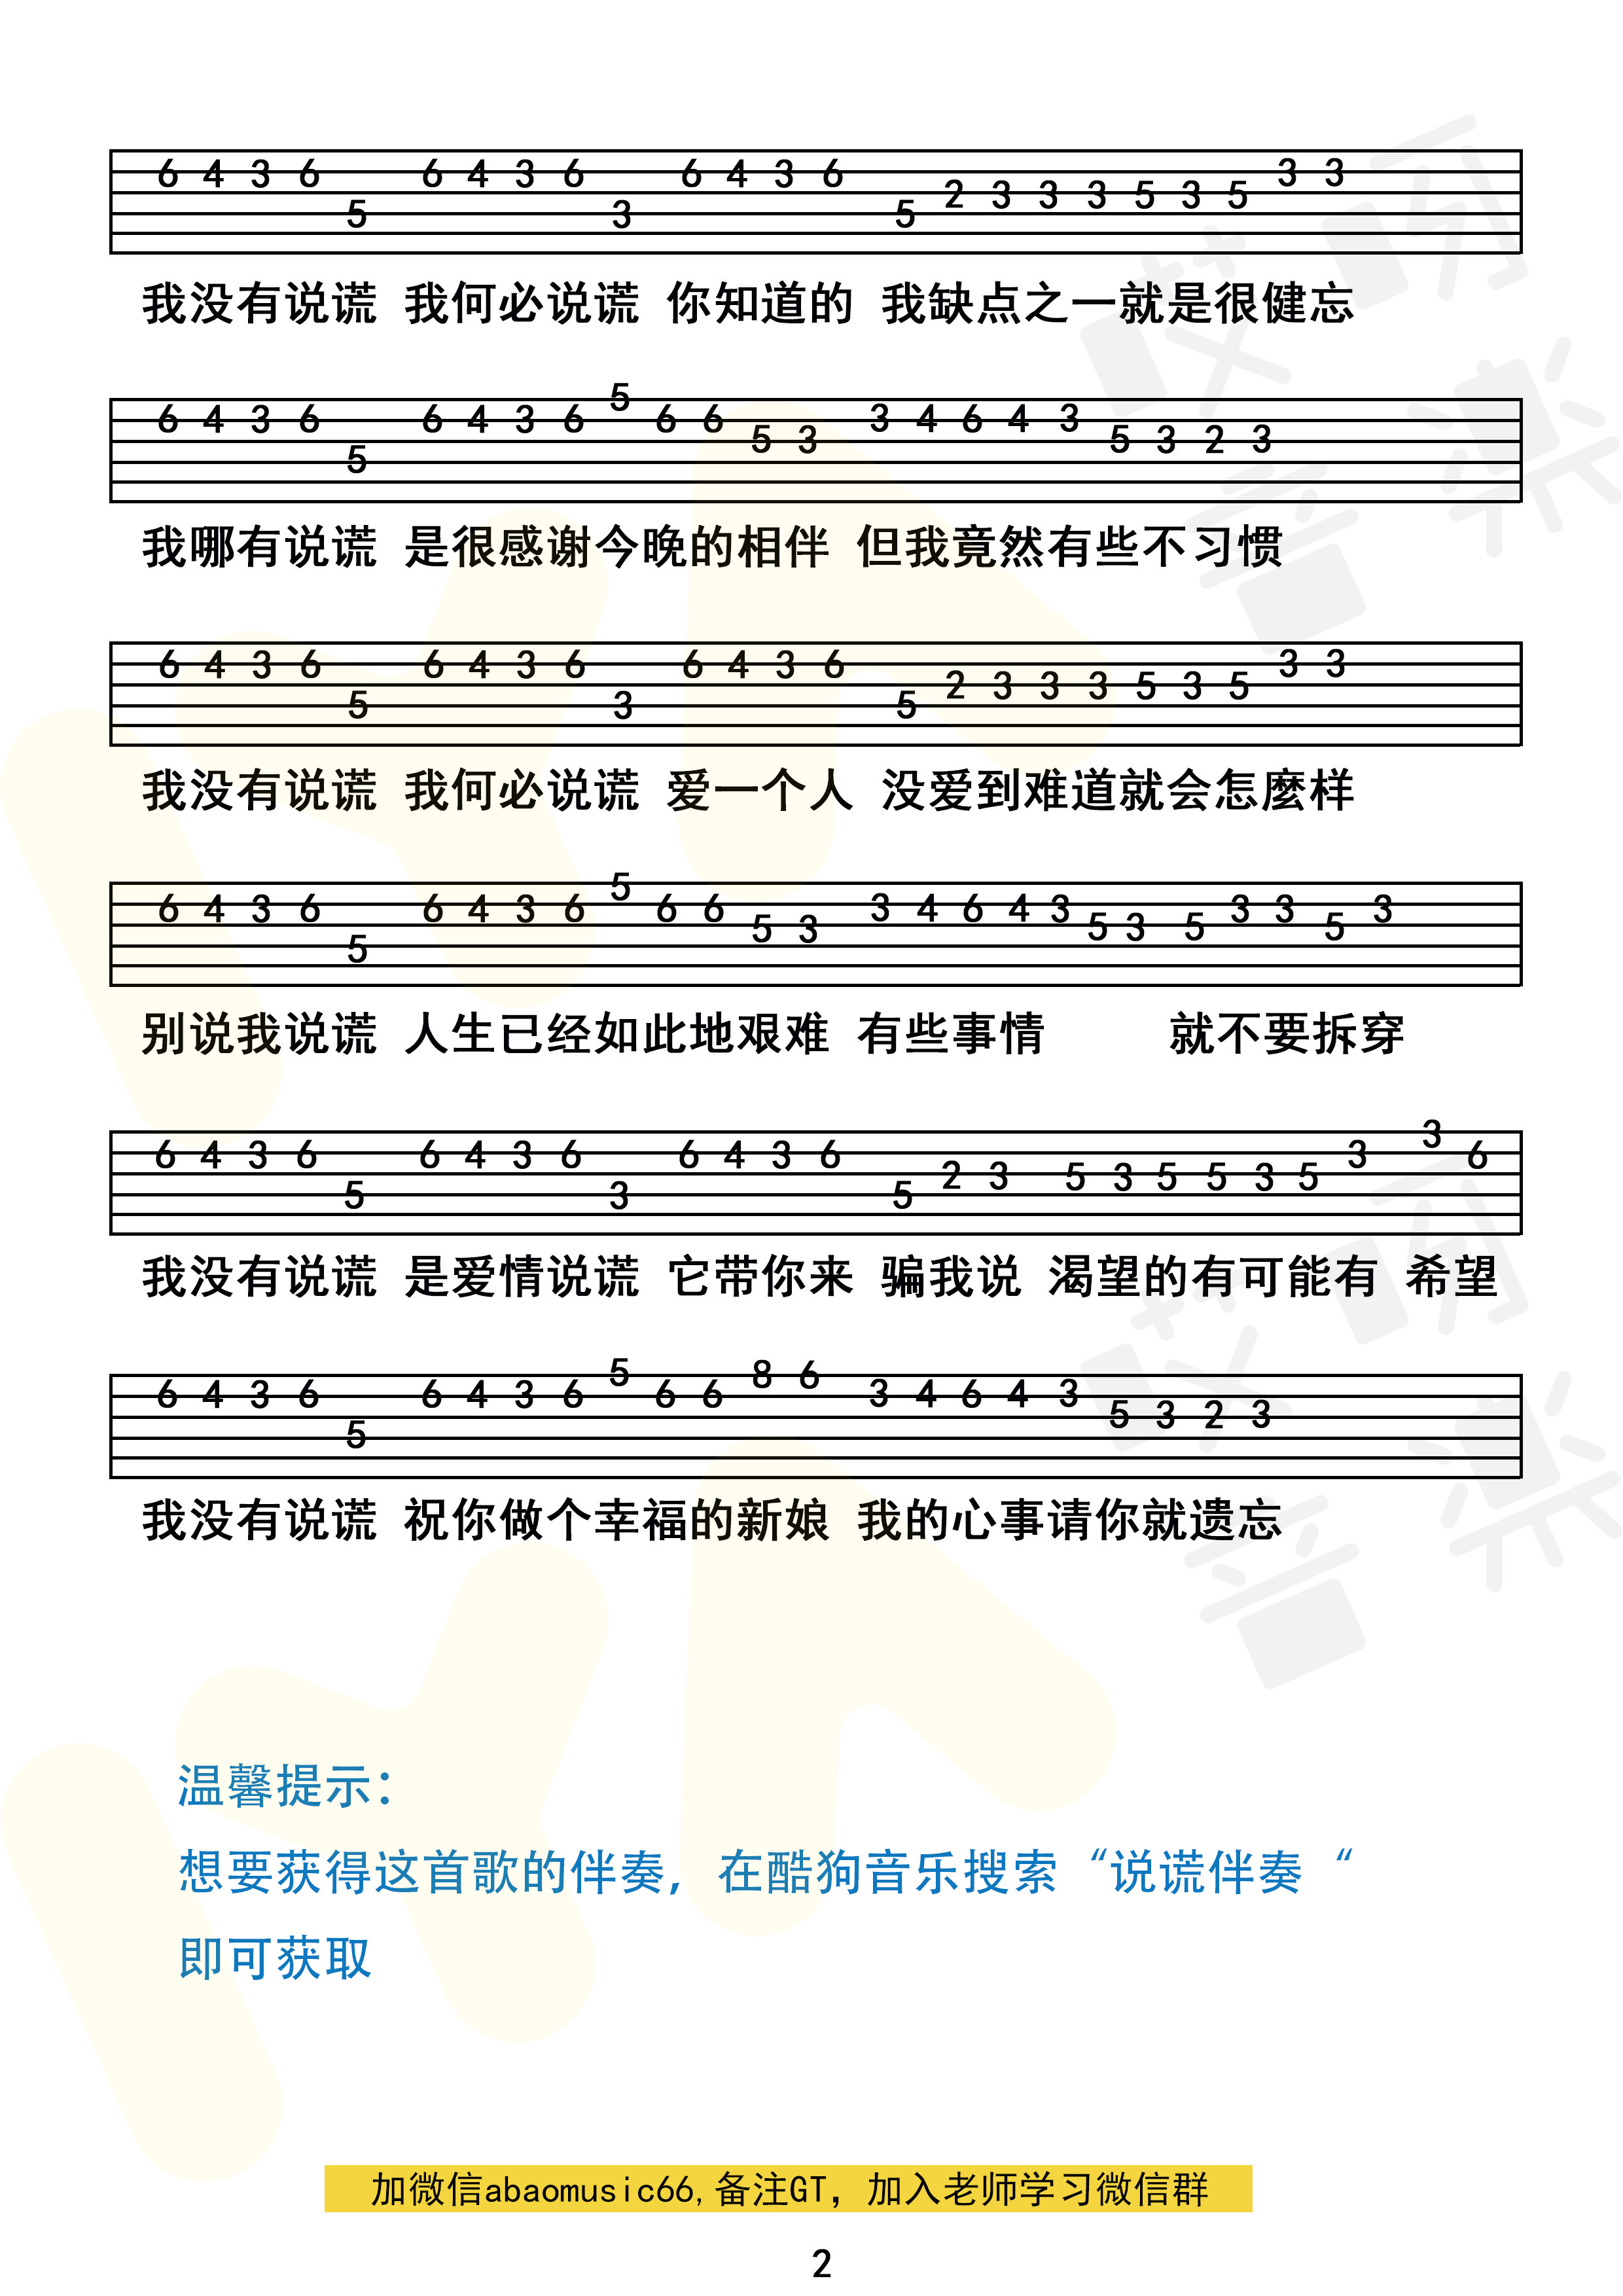 6 4 3 6 5 6 4 3 6 3 6 4 3 6 5 2 3 3 3 5 3 5 3 3
我没有说谎 我何必说谎 你知道的 我缺点之一就是很健忘
6 4 3 6 5 6 4 3 6 5 6 6 5 3 3 4 6 4 3 5 3 2 3
我哪有说谎 是很感谢今晚的相伴 但我竟然有些不习惯
6 4 3 6 5 6 4 3 6 3 6 4 3 6 5 2 3 3 3 5 3 5 3 3
我没有说谎 我何必说谎 爱一个人 没爱到难道就会怎麼样
6 4 3 6 5 6 4 3 6 5 6 6 5 3 3 4 6 4 3 5 3 5 3 3 5 3
别说我说谎 人生已经如此地艰难 有些事情 就不要拆穿
6 4 3 6 5 6 4 3 6 3 6 4 3 6 5 2 3 5 3 5 5 3 5 3 3 6
我没有说谎 是爱情说谎 它带你来 骗我说 渴望的有可能有 希望
6 4 3 6 5 6 4 3 6 5 6 6 8 6 3 4 6 4 3 5 3 2 3
我没有说谎 祝你做个幸福的新娘 我的心事请你就遗忘
温馨提示：
想要获得这首歌的伴奏，在酷狗音乐搜索“说谎伴奏“
即可获取
加微信abaomusic66,备注GT，加入老师学习微信群
2